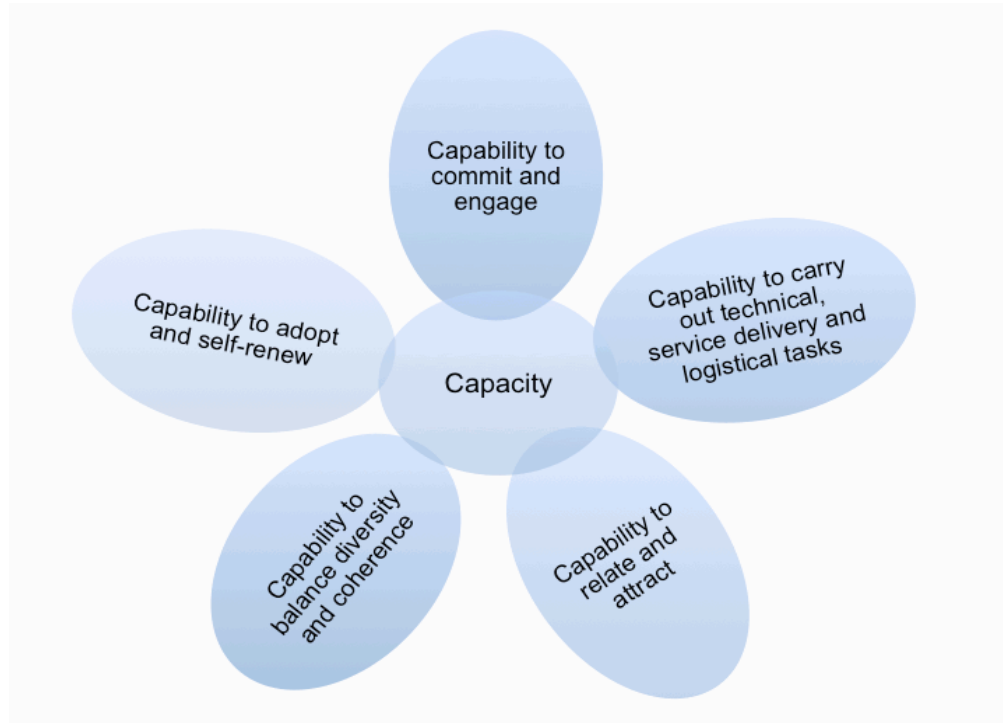 Capability to
commit and
engage
Capability to carry
out technical,
service delivery and
logistical tasks
Capability to adopt
and self-renew
Capacity
Capability to
balance diversity
and coherence
Capability to
relate and
attract